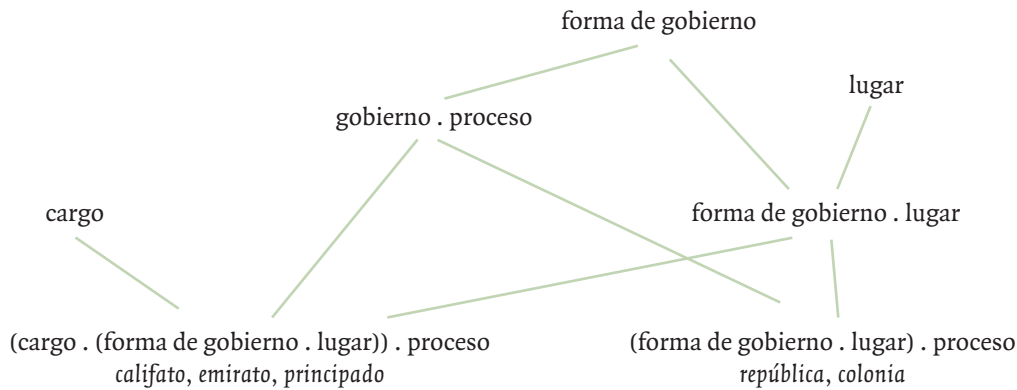 forma de gobierno
lugar
gobierno . proceso
cargo
forma de gobierno . lugar
(cargo . (forma de gobierno . lugar)) . proceso
califato, emirato, principado
(forma de gobierno . lugar) . proceso
república, colonia